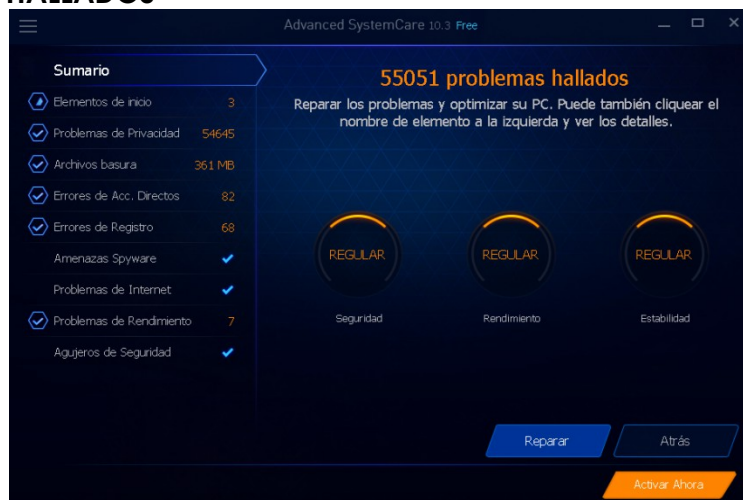 Advanced SystemCare 10.3 Free
Sumario
Elementos de inicio 3
Problemas de Privacidad 54645
Archivos basura 361 MB
Errores de Acc. Directos 82
Errores de Registro 68
Amenazas Spyware
Problemas de Internet
Problemas de Rendimiento 7
Agujeros de Seguridad
55051 problemas hallados
Reparar los problemas y optimizar su PC. Puede también cliquear el
nombre de elemento a la izquierda y ver los detalles.
REGULAR REGULAR REGULAR
Seguridad Rendimiento Estabilidad
Reparar Atrás
Activar Ahora